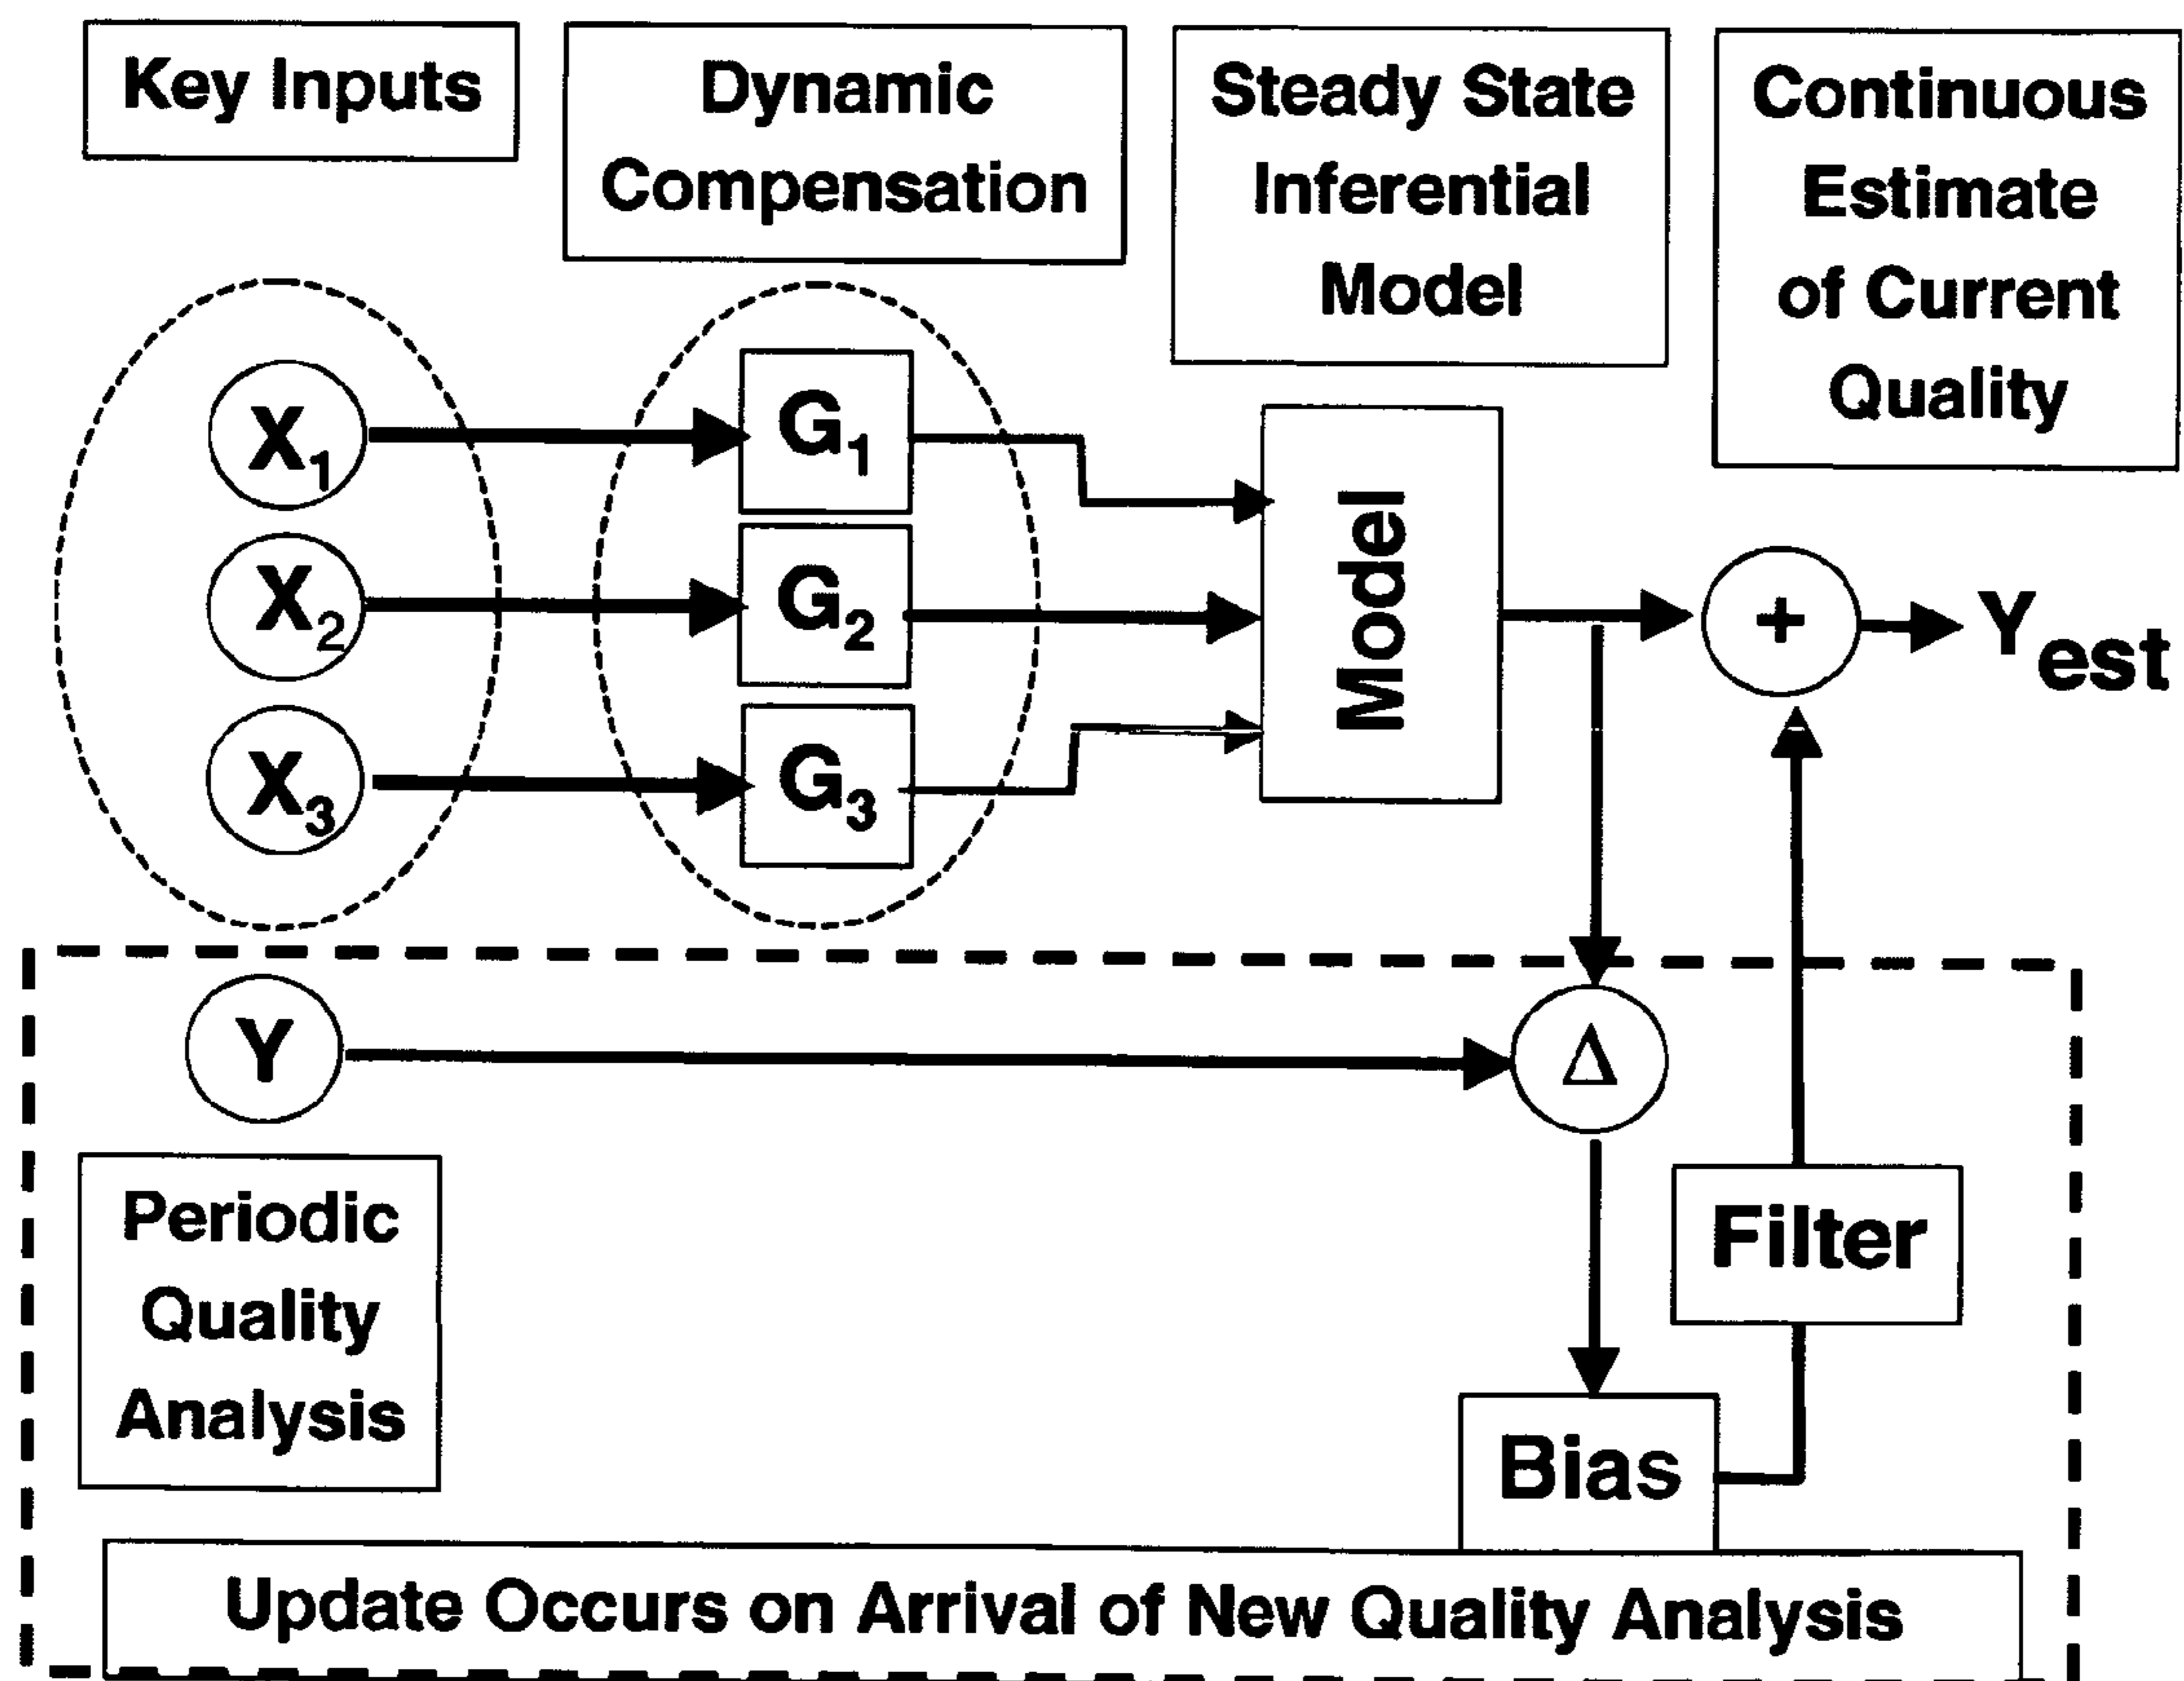 Key Inputs
Dynamic
Compensation
Steady State
Inferential
Model
Continuous
Estimate
of Current
Quality
X1
G1
X2
G2
X3
G3
Model
+
Yest
Y
Δ
Periodic
Quality
Analysis
Filter
Bias
Update Occurs on Arrival of New Quality Analysis